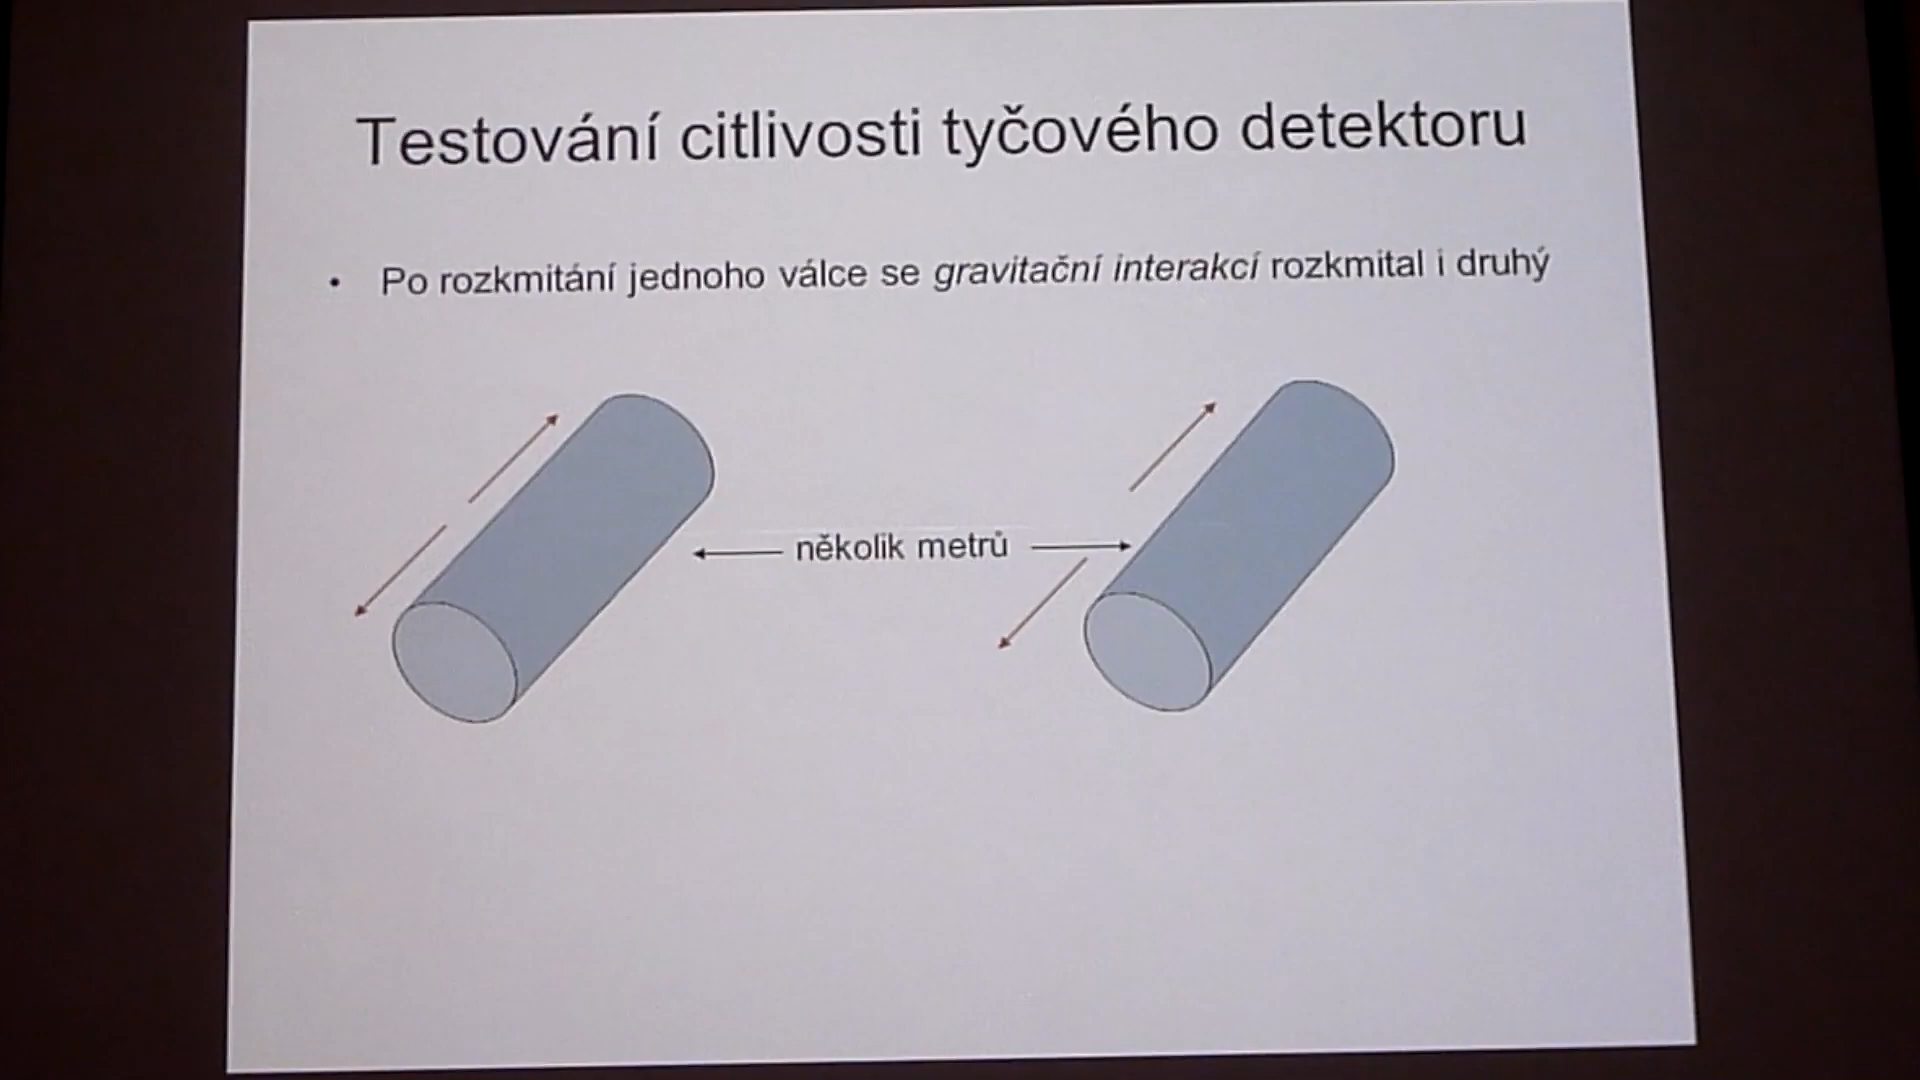 Testování citlivosti tyčového detektoru
• Po rozkmitání jednoho válce se gravitační interakcí rozkmital i druhý
několik metrů